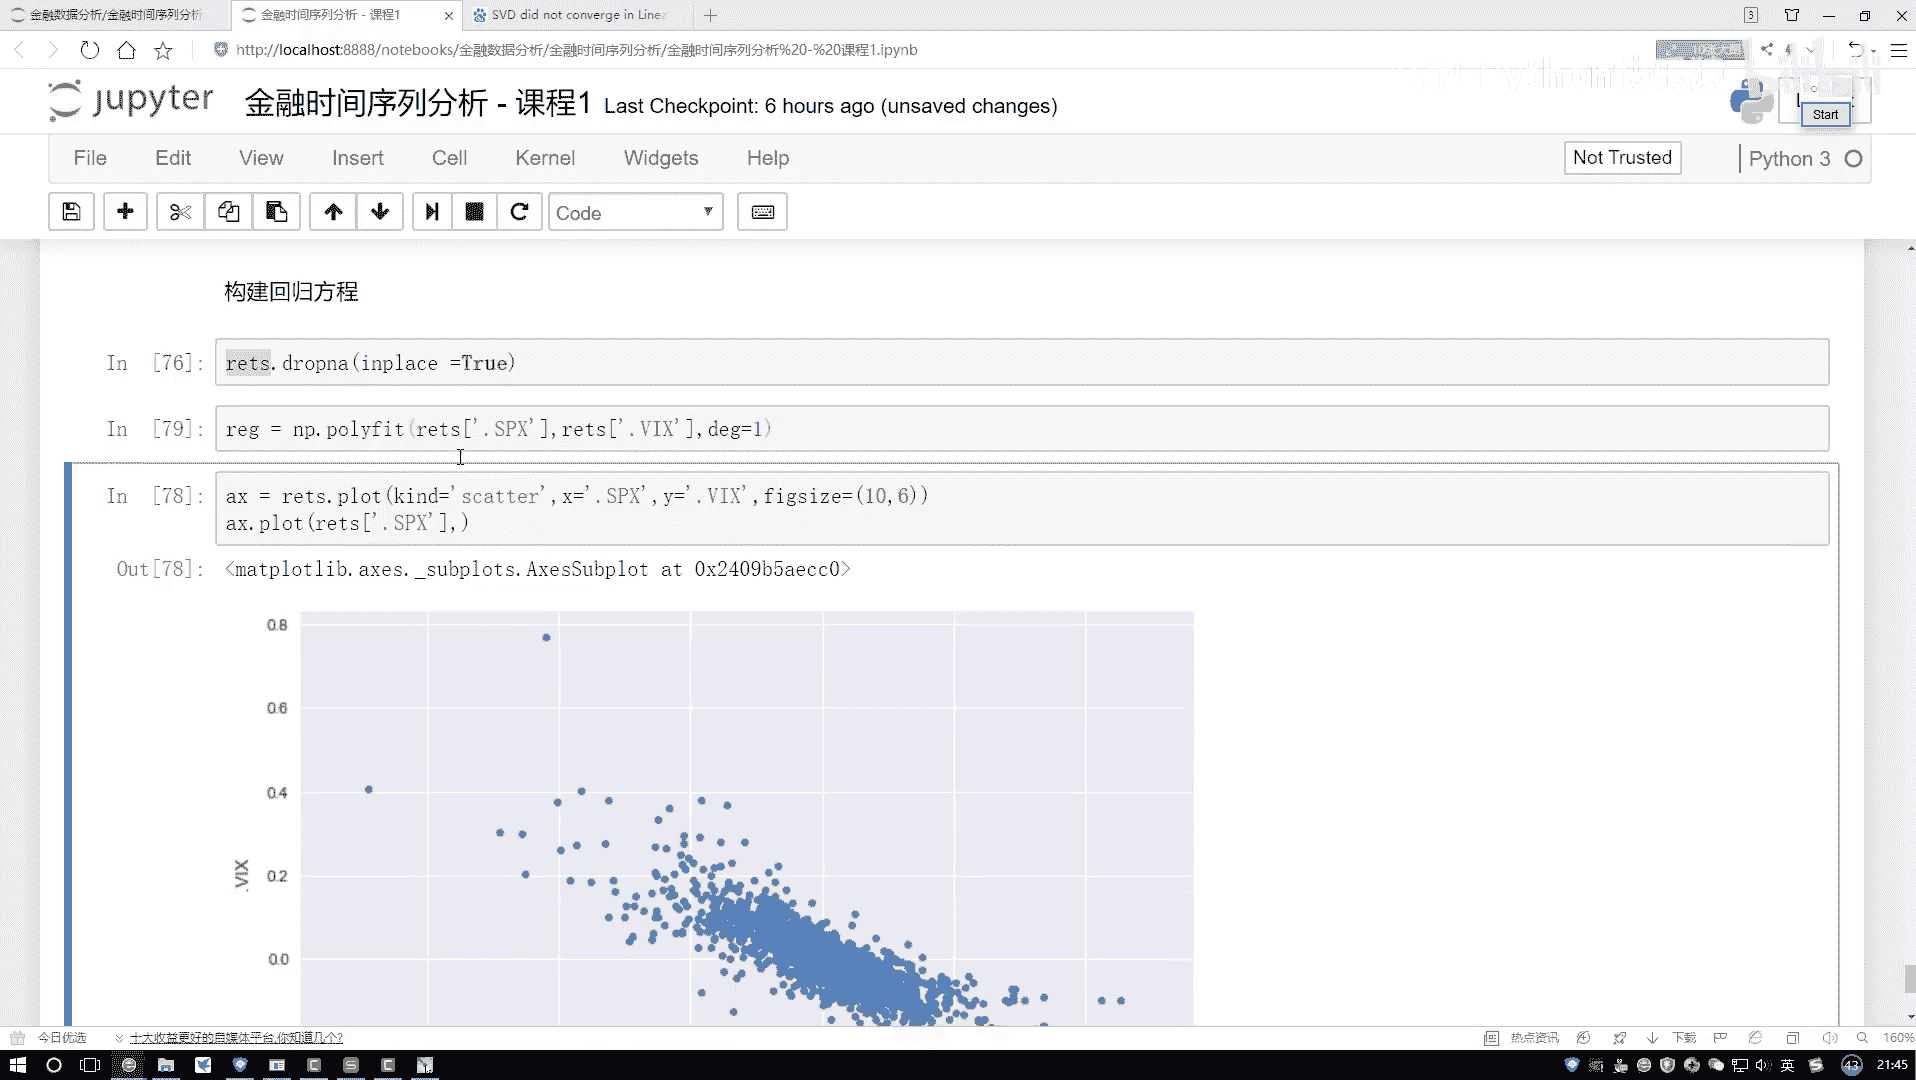 金融数据分析/金融时间序列分析
金融时间序列分析 - 课程1
SVD did not converge in Linea
3
http://localhost:8888/notebooks/金融数据分析/金融时间序列分析/金融时间序列分析%20-%20课程1.ipynb
jupyter 金融时间序列分析 - 课程1 Last Checkpoint: 6 hours ago (unsaved changes)
Start
File Edit View Insert Cell Kernel Widgets Help
Not Trusted
Python 3
Code
构建回归方程
In [76]: rets.dropna(inplace =True)
In [79]: reg = np.polyfit(rets['.SPX'],rets['.VIX'],deg=1)
In [78]: ax = rets.plot(kind='scatter',x='.SPX',y='.VIX',figsize=(10,6))
ax.plot(rets['.SPX'],)
Out[78]: <matplotlib.axes._subplots.AxesSubplot at 0x2409b5aecc0>
0.8
0.6
0.4
.VIX
0.2
0.0
今日优选
十大收益更好的自媒体平台,你知道几个?
热点资讯
下载
160%
英
43
21:45